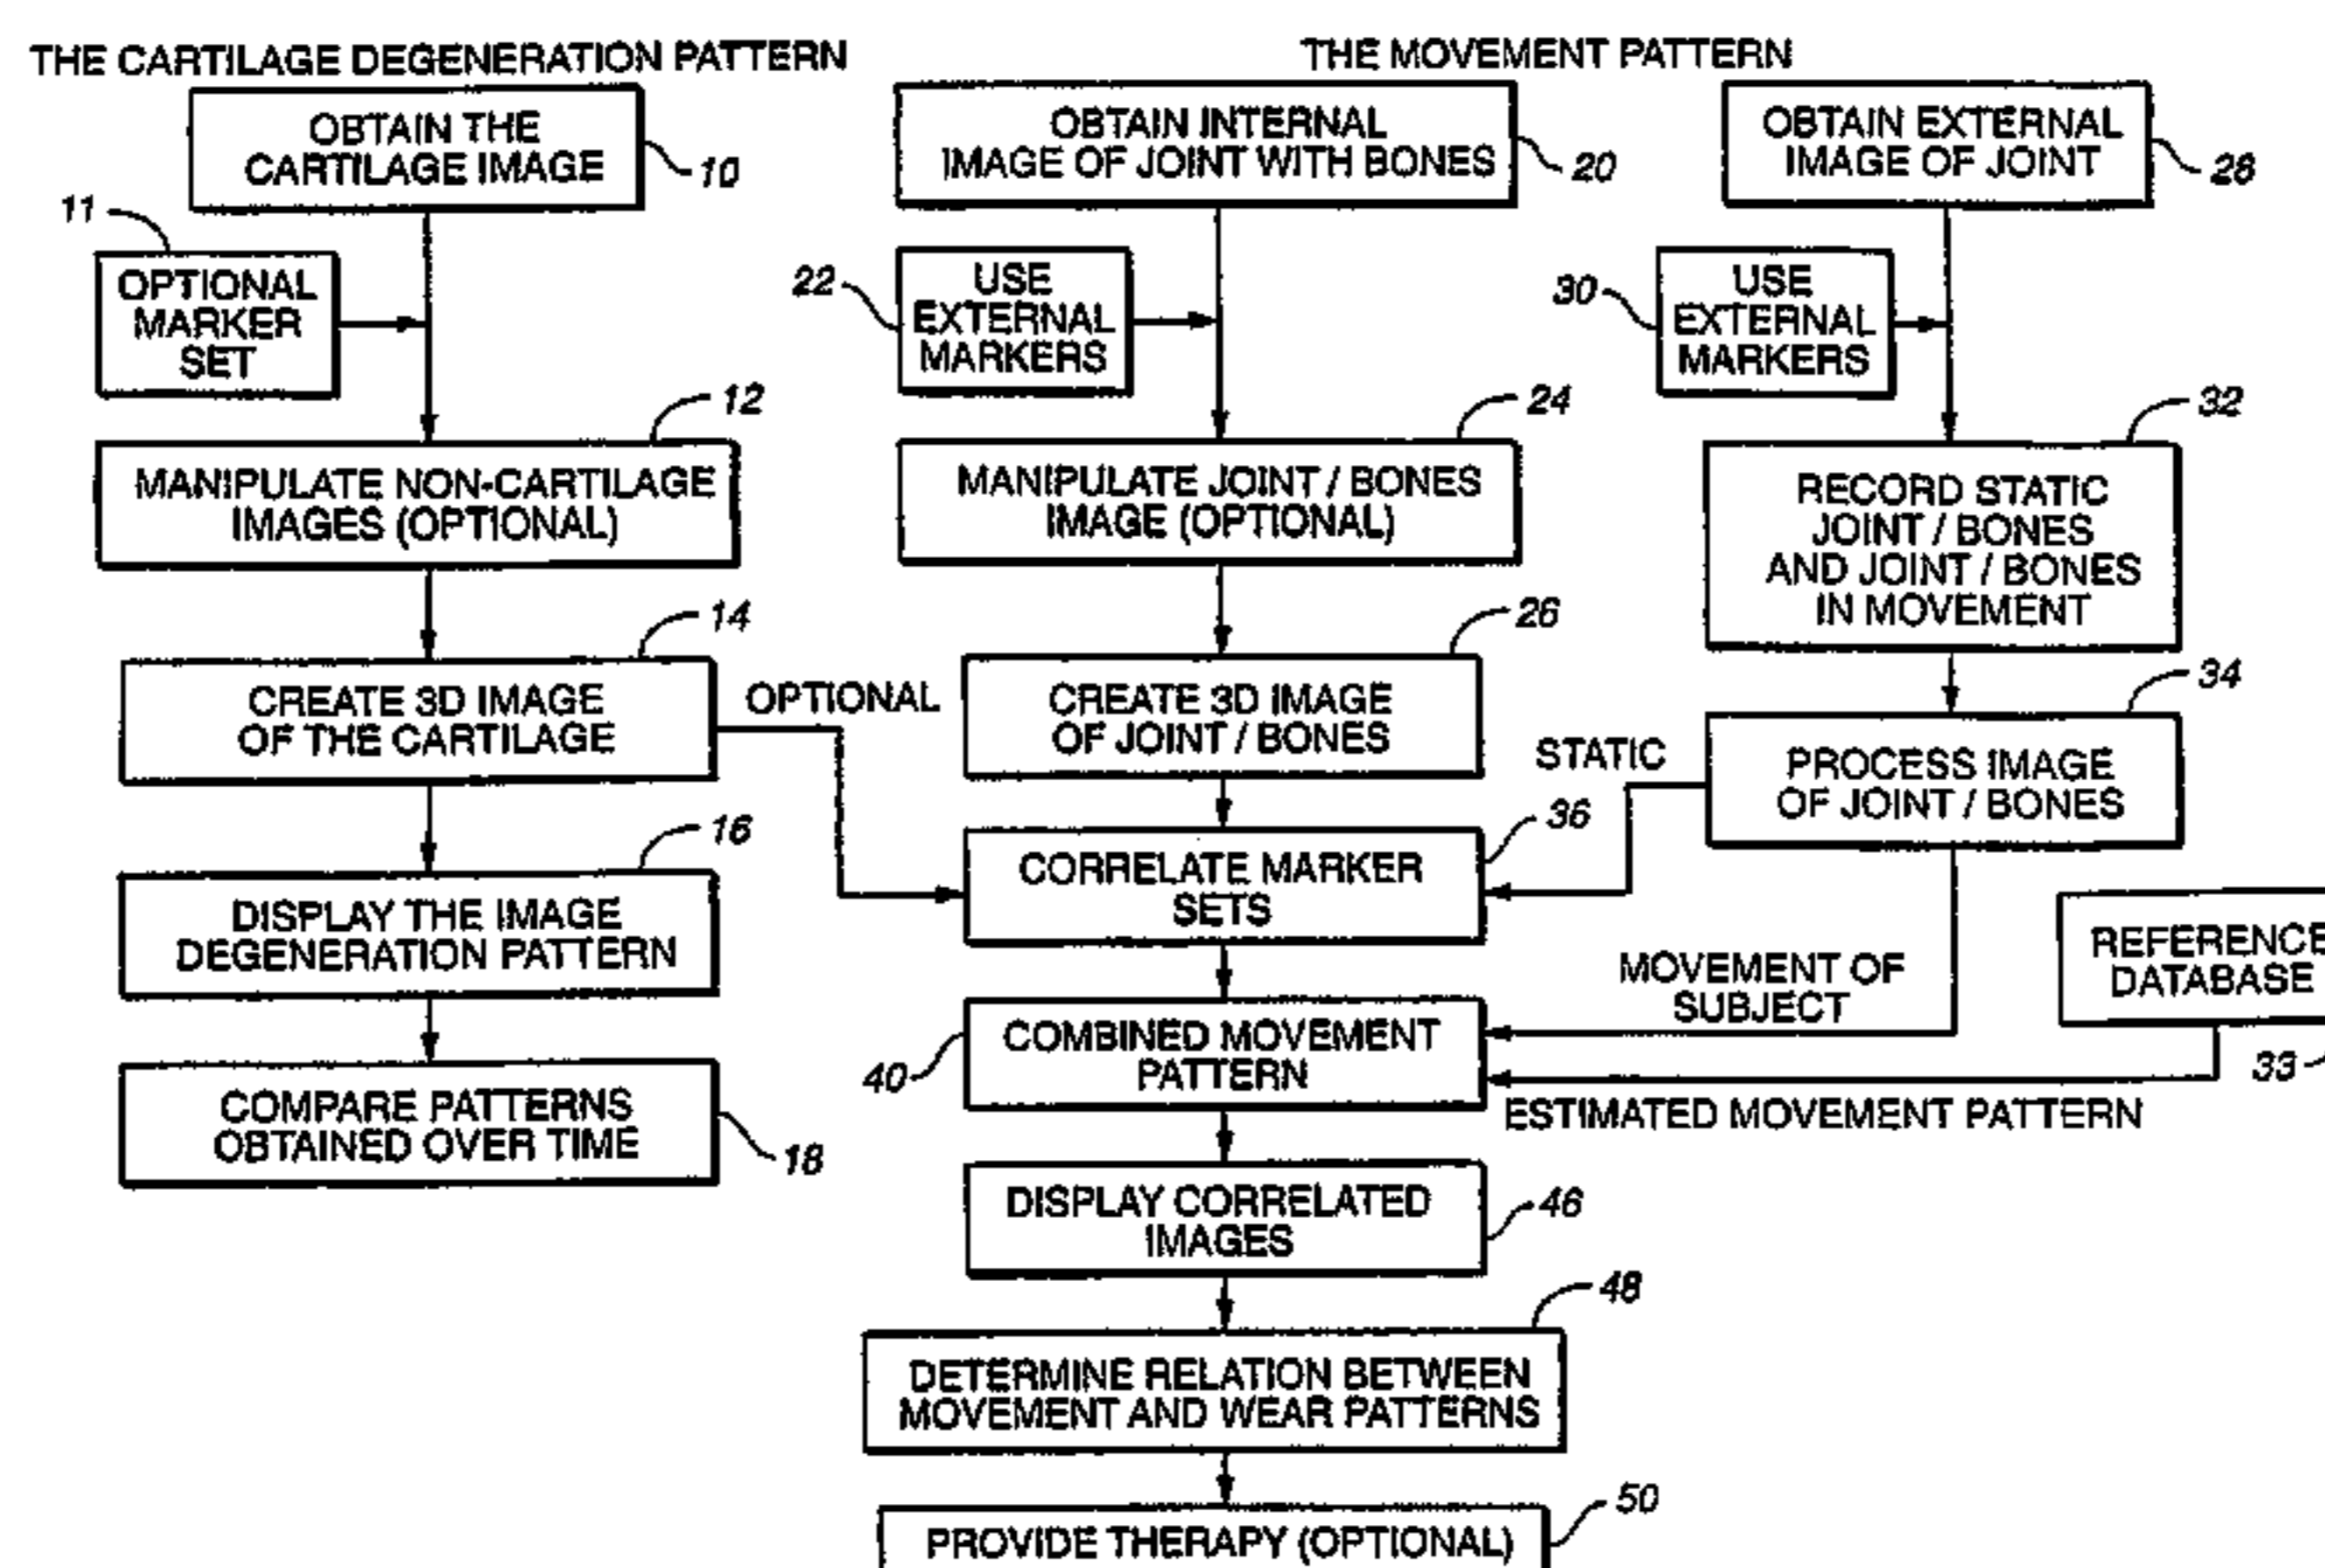 THE CARTILAGE DEGENERATION PATTERN
OBTAIN THE
CARTILAGE IMAGE
10
11
OPTIONAL
MARKER
SET
12
MANIPULATE NON-CARTILAGE
IMAGES (OPTIONAL)
14
CREATE 3D IMAGE
OF THE CARTILAGE
OPTIONAL
16
DISPLAY THE IMAGE
DEGENERATION PATTERN
COMPARE PATTERNS
OBTAINED OVER TIME
18
THE MOVEMENT PATTERN
OBTAIN INTERNAL
IMAGE OF JOINT WITH BONES
20
22
USE
EXTERNAL
MARKERS
24
MANIPULATE JOINT / BONES
IMAGE (OPTIONAL)
26
CREATE 3D IMAGE
OF JOINT / BONES
36
CORRELATE MARKER
SETS
COMBINED MOVEMENT
PATTERN
40
DISPLAY CORRELATED
IMAGES
46
48
DETERMINE RELATION BETWEEN
MOVEMENT AND WEAR PATTERNS
50
PROVIDE THERAPY (OPTIONAL)
OBTAIN EXTERNAL
IMAGE OF JOINT
28
30
USE
EXTERNAL
MARKERS
32
RECORD STATIC
JOINT / BONES
AND JOINT / BONES
IN MOVEMENT
34
PROCESS IMAGE
OF JOINT / BONES
STATIC
MOVEMENT OF
SUBJECT
REFERENCE
DATABASE
33
ESTIMATED MOVEMENT PATTERN